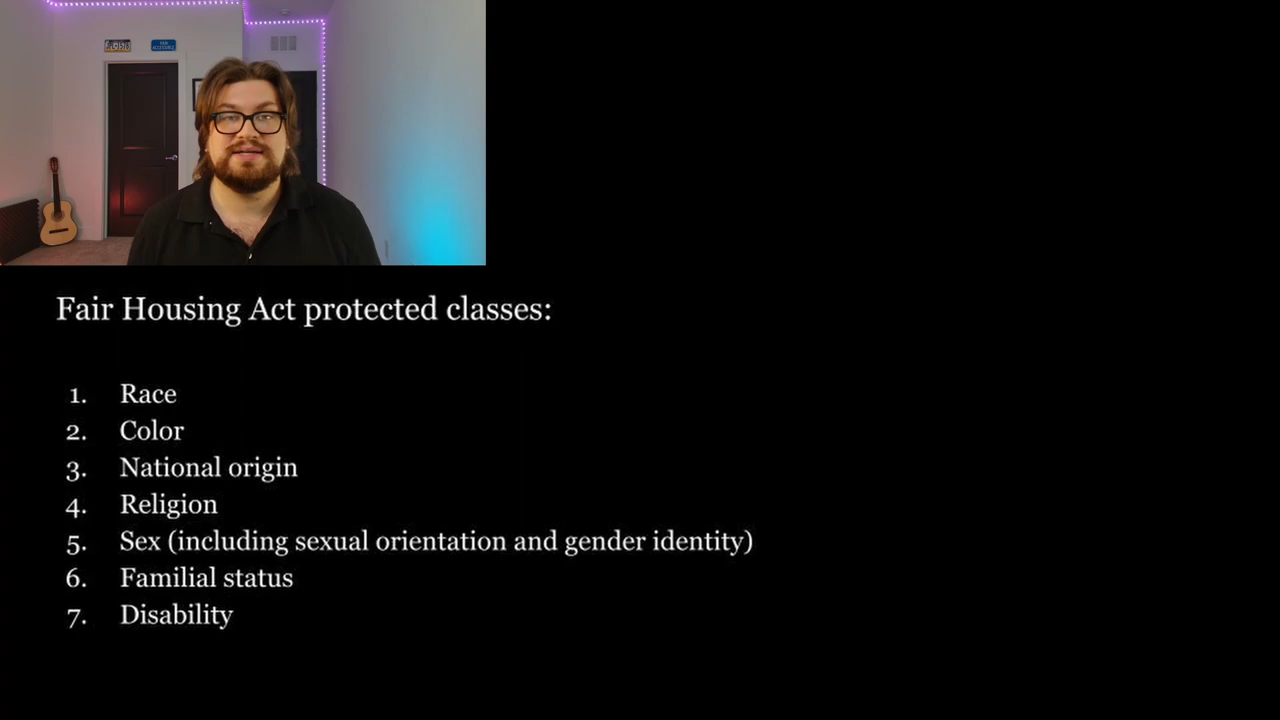 Fair Housing Act protected classes:
1. Race
2. Color
3. National origin
4. Religion
5. Sex (including sexual orientation and gender identity)
6. Familial status
7. Disability